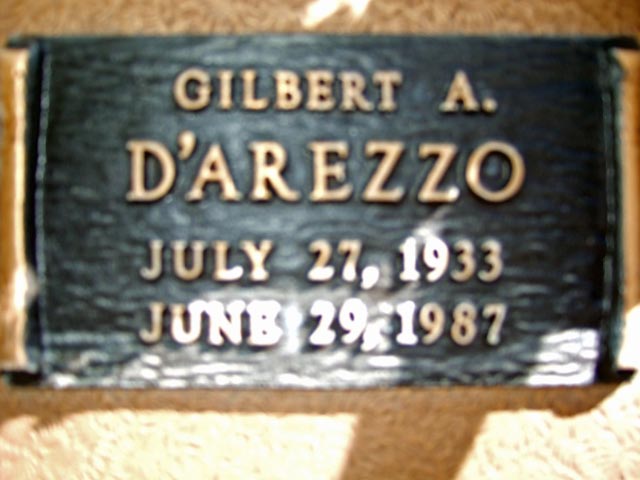 GILBERT A.
D'AREZZO
JULY 27, 1933
JUNE 29, 1987